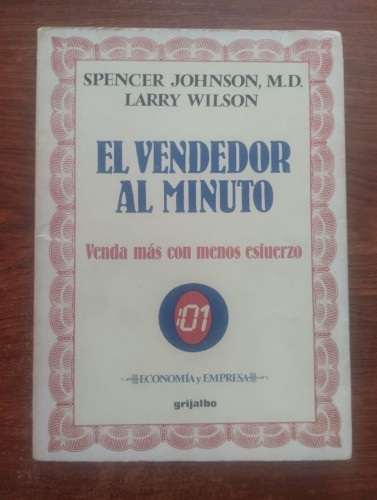 SPENCER JOHNSON, M.D.
LARRY WILSON
EL VENDEDOR
AL MINUTO
Venda más con menos esfuerzo
:01
ECONOMÍA y EMPRESA
grijalbo